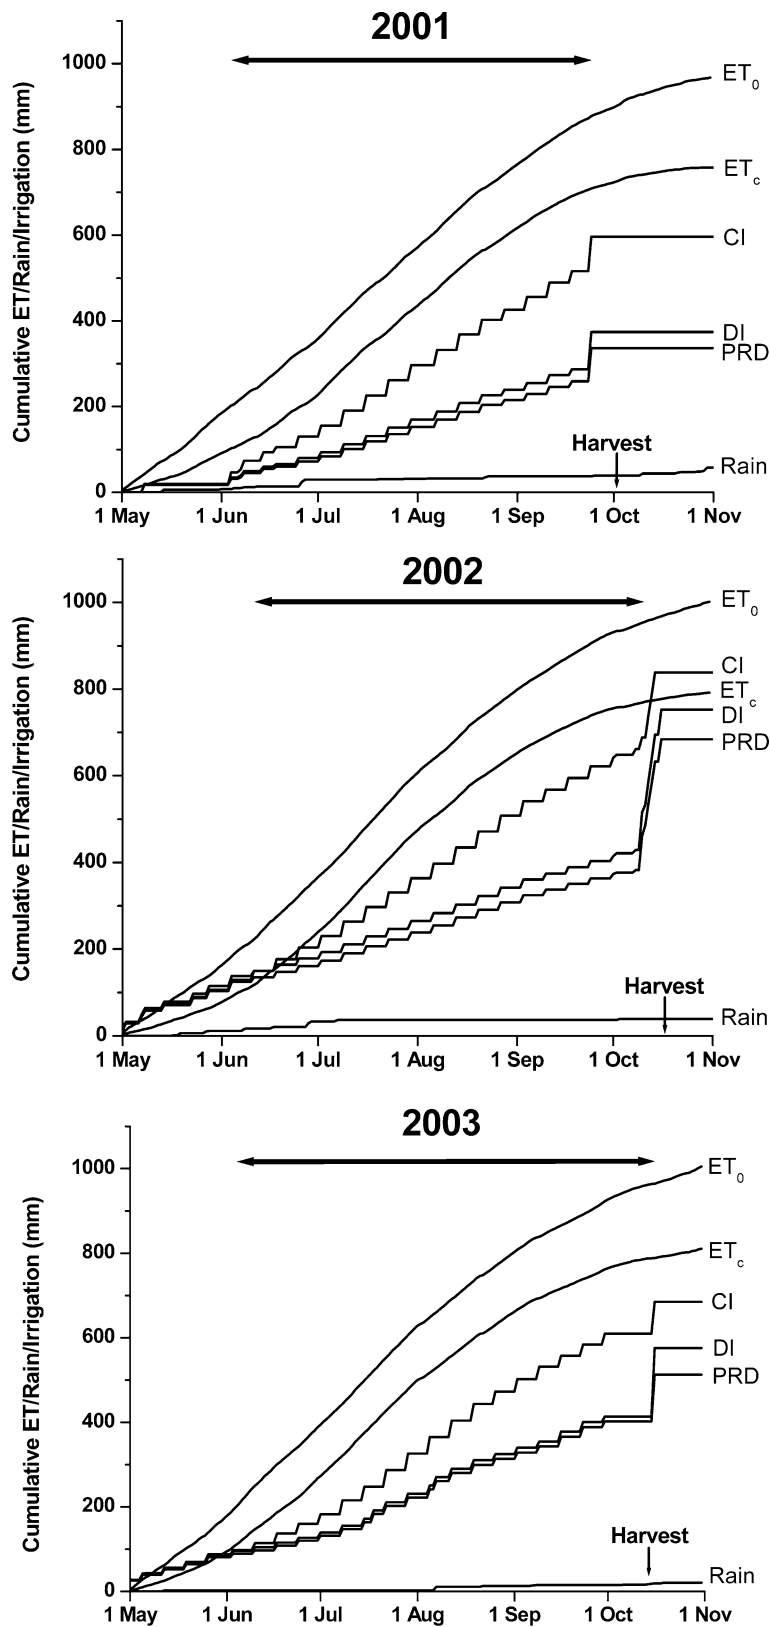 2001
Cumulative ET/Rain/Irrigation (mm)
1000
800
600
400
200
0
ET0
ETc
CI
DI
PRD
Harvest
Rain
1 May 1 Jun 1 Jul 1 Aug 1 Sep 1 Oct 1 Nov
2002
Cumulative ET/Rain/Irrigation (mm)
1000
800
600
400
200
0
ET0
CI
ETc
DI
PRD
Harvest
Rain
1 May 1 Jun 1 Jul 1 Aug 1 Sep 1 Oct 1 Nov
2003
Cumulative ET/Rain/Irrigation (mm)
1000
800
600
400
200
0
ET0
ETc
CI
DI
PRD
Harvest
Rain
1 May 1 Jun 1 Jul 1 Aug 1 Sep 1 Oct 1 Nov